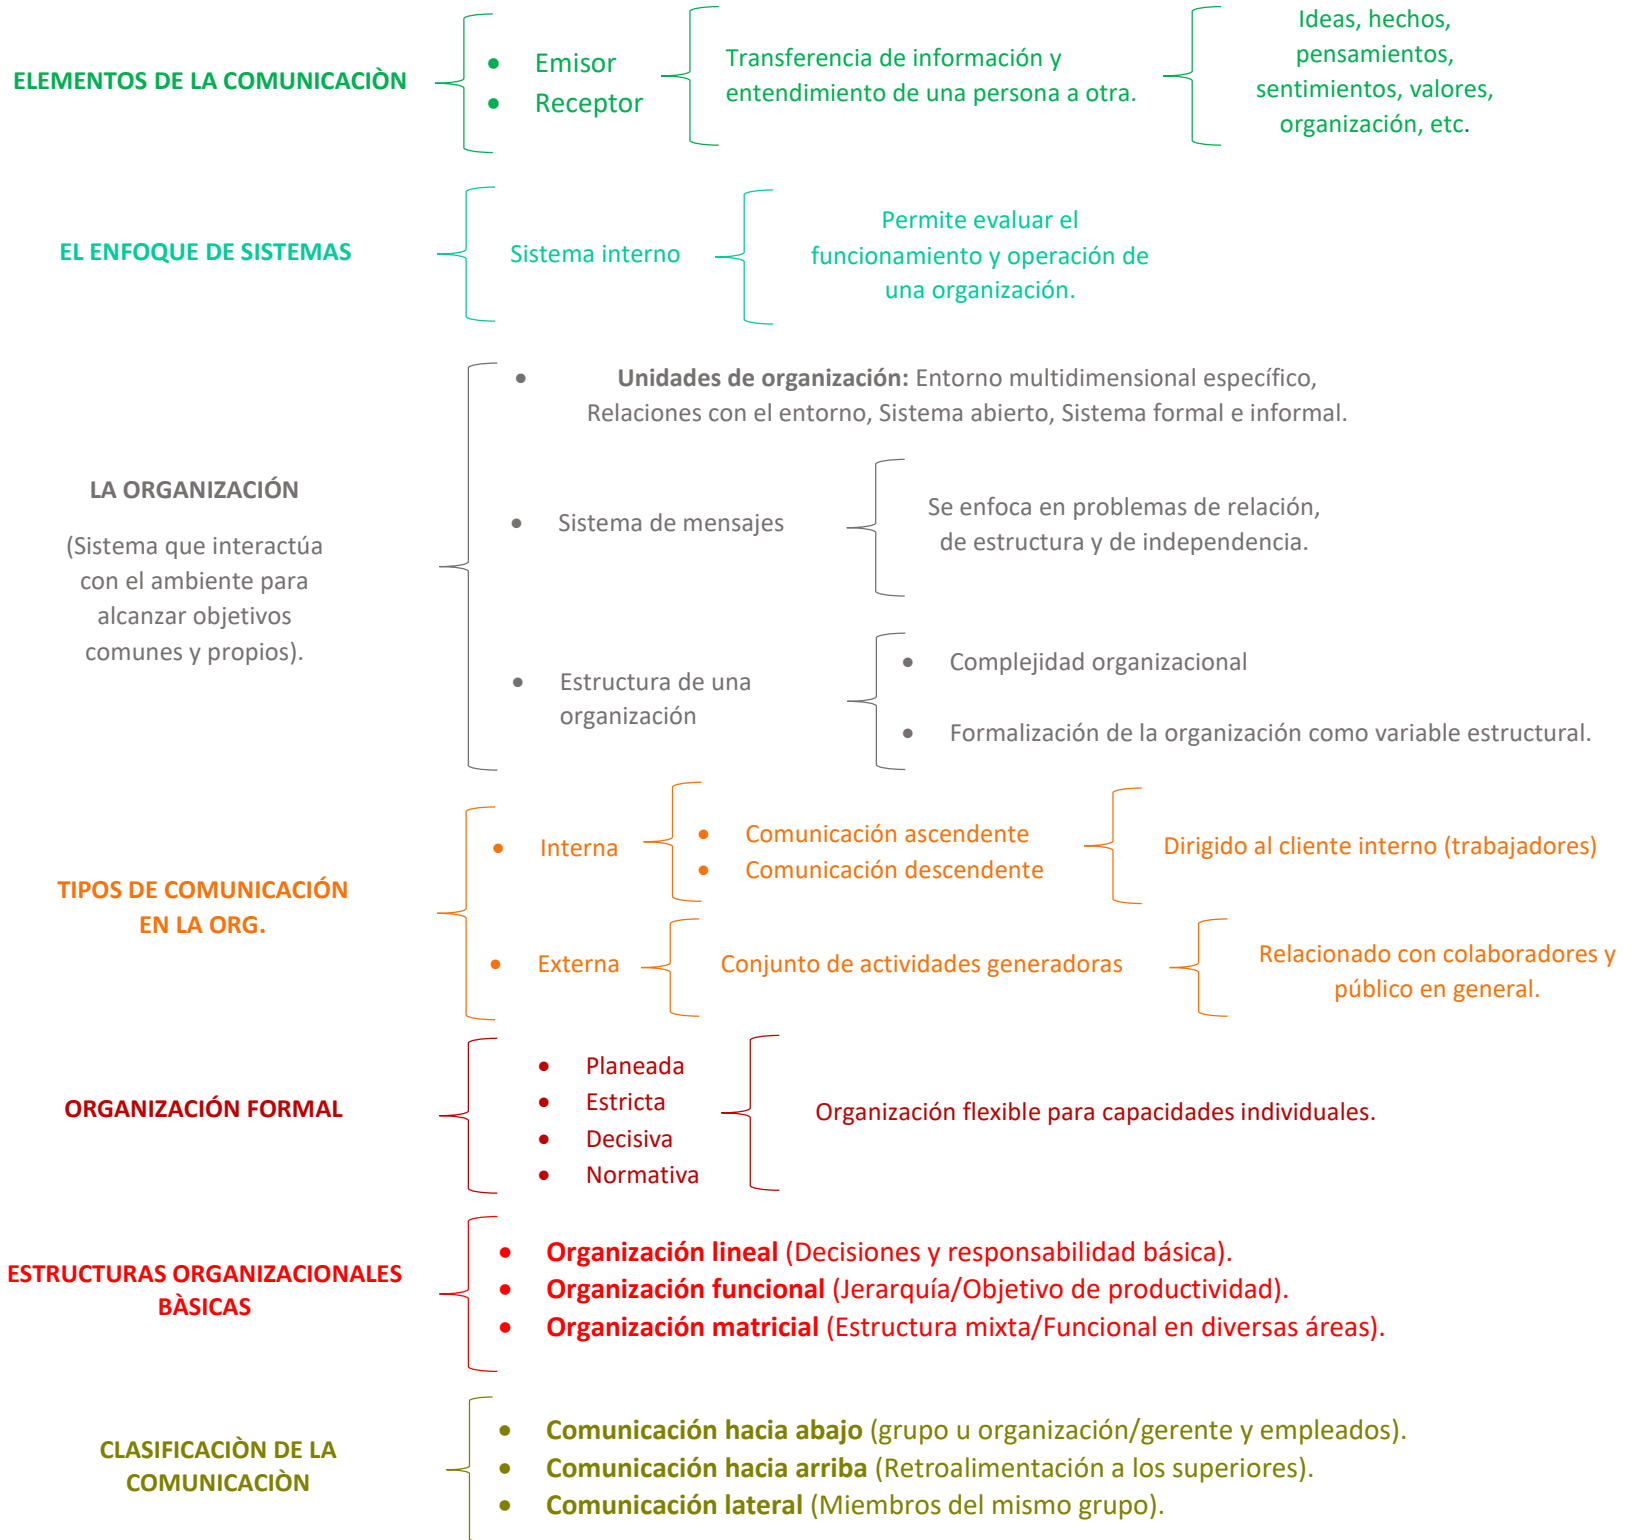 ELEMENTOS DE LA COMUNICACIÒN
• Emisor
• Receptor
Transferencia de información y
entendimiento de una persona a otra.
Ideas, hechos,
pensamientos,
sentimientos, valores,
organización, etc.
EL ENFOQUE DE SISTEMAS
Sistema interno
Permite evaluar el
funcionamiento y operación de
una organización.
LA ORGANIZACIÓN
(Sistema que interactúa
con el ambiente para
alcanzar objetivos
comunes y propios).
• Unidades de organización: Entorno multidimensional específico,
Relaciones con el entorno, Sistema abierto, Sistema formal e informal.
• Sistema de mensajes
Se enfoca en problemas de relación,
de estructura y de independencia.
• Estructura de una
organización
• Complejidad organizacional
• Formalización de la organización como variable estructural.
TIPOS DE COMUNICACIÓN
EN LA ORG.
• Interna
• Comunicación ascendente
• Comunicación descendente
Dirigido al cliente interno (trabajadores)
• Externa
Conjunto de actividades generadoras
Relacionado con colaboradores y
público en general.
ORGANIZACIÓN FORMAL
• Planeada
• Estricta
• Decisiva
• Normativa
Organización flexible para capacidades individuales.
ESTRUCTURAS ORGANIZACIONALES
BÀSICAS
• Organización lineal (Decisiones y responsabilidad básica).
• Organización funcional (Jerarquía/Objetivo de productividad).
• Organización matricial (Estructura mixta/Funcional en diversas áreas).
CLASIFICACIÒN DE LA
COMUNICACIÒN
• Comunicación hacia abajo (grupo u organización/gerente y empleados).
• Comunicación hacia arriba (Retroalimentación a los superiores).
• Comunicación lateral (Miembros del mismo grupo).